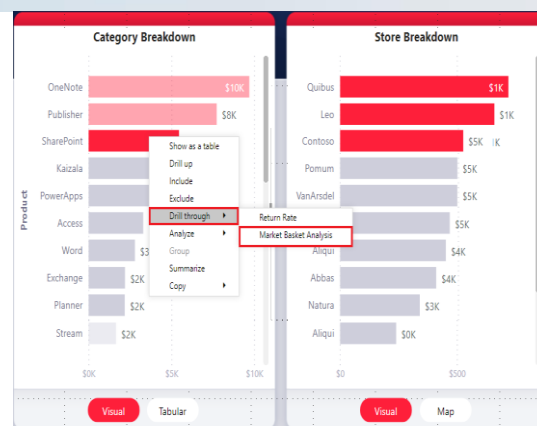 Category Breakdown
Product
OneNote $10K
Publisher $8K
SharePoint
Kaizala
PowerApps
Access
Word $3
Exchange $2K
Planner $2K
Stream $2K
$0K $5K $10K
Visual Tabular
Show as a table
Drill up
Include
Exclude
Drill through
Analyze
Group
Summarize
Copy
Return Rate
Market Basket Analysis
Store Breakdown
Quibus $1K
Leo $1K
Contoso $5K K
Pomum $5K
VanArsdel $5K
$5K
Aliqui $4K
Abbas $4K
Natura $3K
Aliqui $0K
$0 $500
Visual Map